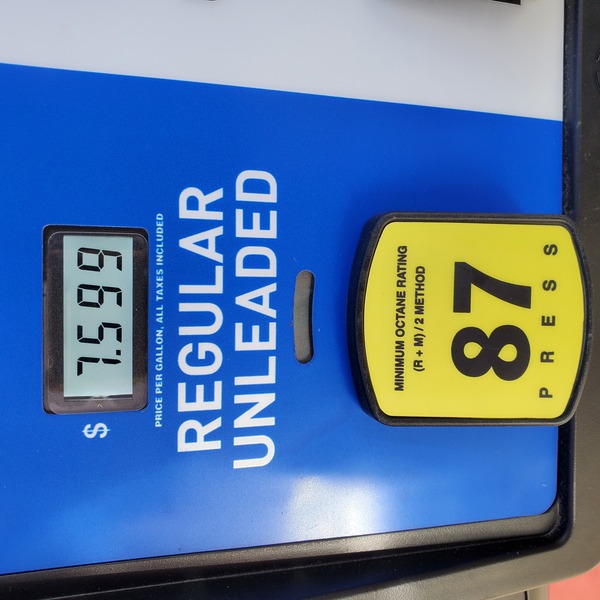 $ 7.599
PRICE PER GALLON, ALL TAXES INCLUDED
REGULAR
UNLEADED
MINIMUM OCTANE RATING
(R + M) / 2 METHOD
87
PRESS